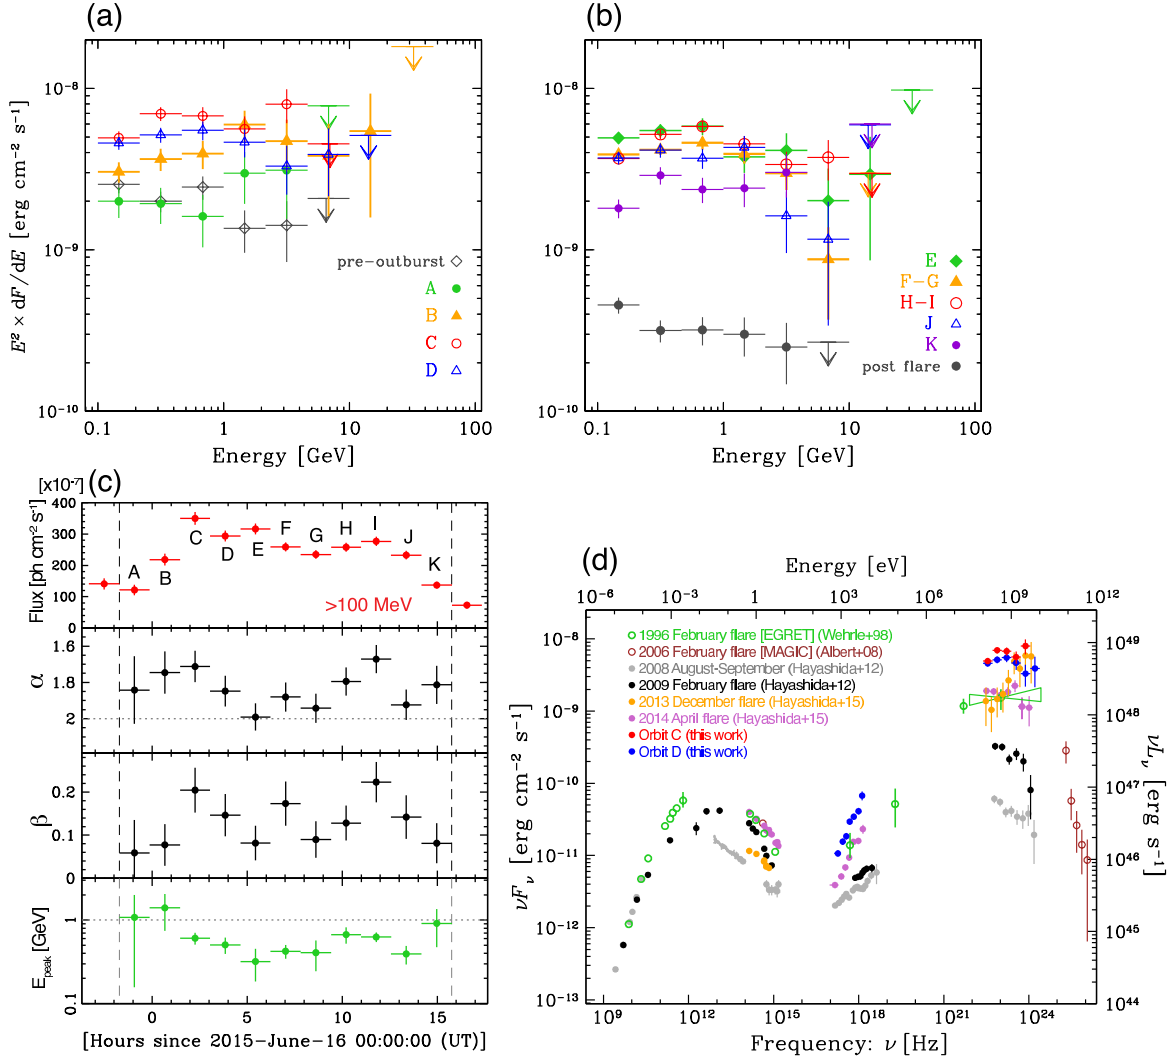 (a)
10⁻⁸
10⁻⁹
10⁻¹⁰
E² × dF/dE [erg cm⁻² s⁻¹]
pre-outburst
A
B
C
D
0.1 1 10 100
Energy [GeV]
(b)
10⁻⁸
10⁻⁹
10⁻¹⁰
E
F-G
H-I
J
K
post flare
0.1 1 10 100
Energy [GeV]
[x10⁻⁷] (c)
Flux [ph cm⁻² s⁻¹]
400
300
200
100
0
A B C D E F G H I J K
>100 MeV
α
1.6
1.8
2
β
0.2
0.1
0
E_peak [GeV]
1
0.1
0 5 10 15
[Hours since 2015-June-16 00:00:00 (UT)]
(d)
Energy [eV]
10⁻⁶ 10⁻³ 1 10³ 10⁶ 10⁹ 10¹²
1996 February flare [EGRET] (Wehrle+98)
2006 February flare [MAGIC] (Albert+08)
2008 August-September (Hayashida+12)
2009 February flare (Hayashida+12)
2013 December flare (Hayashida+15)
2014 April flare (Hayashida+15)
Orbit C (this work)
Orbit D (this work)
νFν [erg cm⁻² s⁻¹]
10⁻⁸
10⁻⁹
10⁻¹⁰
10⁻¹¹
10⁻¹²
10⁻¹³
νLν [erg s⁻¹]
10⁴⁹
10⁴⁸
10⁴⁷
10⁴⁶
10⁴⁵
10⁴⁴
10⁹ 10¹² 10¹⁵ 10¹⁸ 10²¹ 10²⁴
Frequency: ν [Hz]